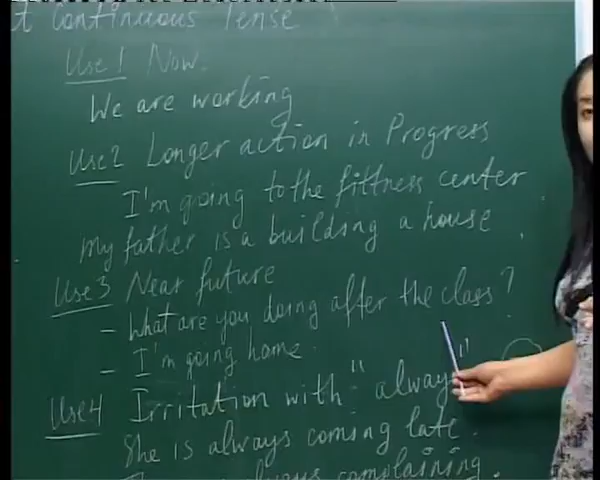 t continuous Tense
Use 1 Now.
We are working
Use 2 Longer action in Progress
I'm going to the fittness center
My father is a building a house
Use 3 Near future
- What are you doing after the class?
- I'm going home.
Use 4 Irritation with "always"
She is always coming late.
always complaining.